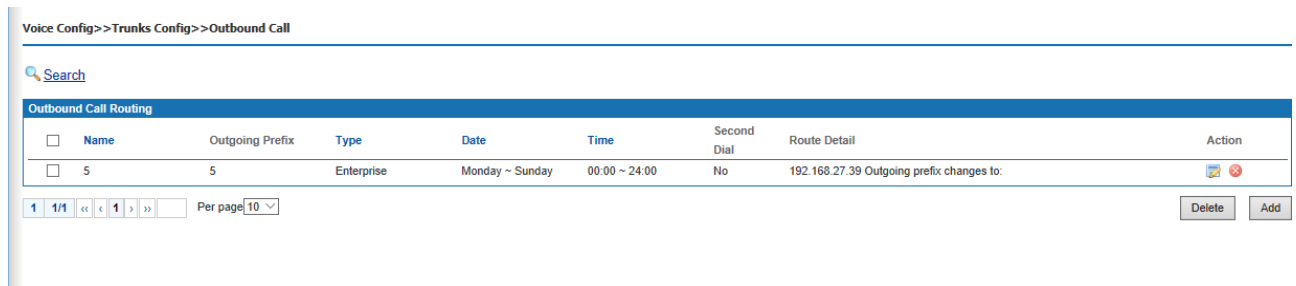 Voice Config>>Trunks Config>>Outbound Call
Search
Outbound Call Routing
Name Outgoing Prefix Type Date Time Second Dial Route Detail Action
5 5 Enterprise Monday ~ Sunday 00:00 ~ 24:00 No 192.168.27.39 Outgoing prefix changes to:
1 1/1 ‹‹ ‹ 1 › ›› Per page 10 Delete Add